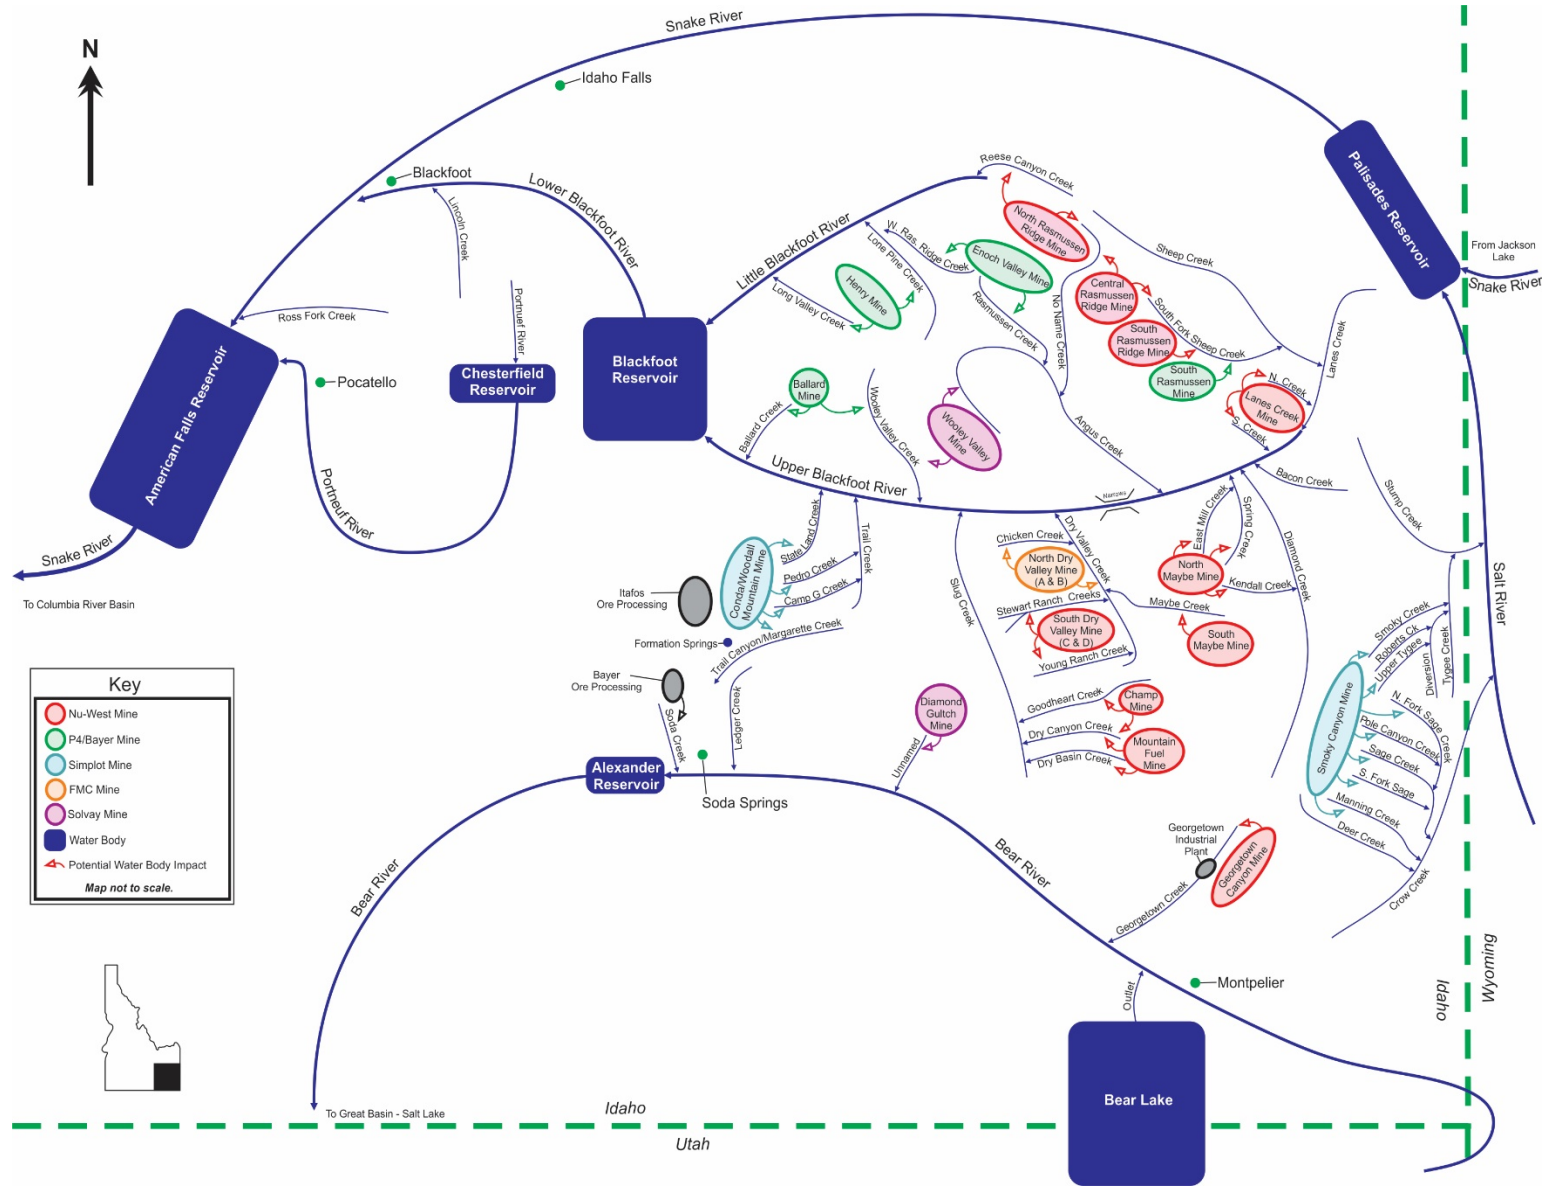 Snake River
N
Idaho Falls
Palisades Reservoir
Blackfoot
Lower Blackfoot River
Lincoln Creek
Reese Canyon Creek
North Rasmussen
Ridge Mine
Little Blackfoot River
W. Ras. Ridge Creek
Lone Pine Creek
Enoch Valley Mine
Sheep Creek
From Jackson
Lake
Snake River
Henry Mine
Long Valley Creek
Rasmussen Creek
No Name Creek
Central
Rasmussen
Ridge Mine
South Fork Sheep Creek
South
Rasmussen
Ridge Mine
South
Rasmussen
Mine
Lanes Creek
N. Creek
Lanes Creek
Mine
S. Creek
Portnuef River
Ross Fork Creek
American Falls Reservoir
Pocatello
Chesterfield
Reservoir
Blackfoot
Reservoir
Ballard
Mine
Ballard Creek
Wooley Valley Creek
Wooley Valley
Mine
Angus Creek
Upper Blackfoot River
Narrows
Bacon Creek
Stump Creek
Portneuf River
Snake River
To Columbia River Basin
State Land Creek
Trail Creek
Conda/Woodall
Mountain Mine
Pedro Creek
Camp G Creek
Itafos
Ore Processing
Formation Springs
Trail Canyon/Margarette Creek
Slug Creek
Chicken Creek
Dry Valley Creek
North Dry
Valley Mine
(A & B)
Stewart Ranch Creeks
South Dry
Valley Mine
(C & D)
Young Ranch Creek
East Mill Creek
Spring Creek
Diamond Creek
North
Maybe Mine
Kendall Creek
Maybe Creek
South
Maybe Mine
Salt River
Smoky Creek
Roberts Ck
Upper Tygee
Diversion
Tygee Creek
Smoky Canyon Mine
N. Fork Sage Creek
Pole Canyon Creek
Sage Creek
S. Fork Sage
Manning Creek
Deer Creek
Crow Creek
Bayer
Ore Processing
Soda Creek
Ledger Creek
Diamond
Gultch
Mine
Unnamed
Goodheart Creek
Champ
Mine
Dry Canyon Creek
Mountain
Fuel
Mine
Dry Basin Creek
Alexander
Reservoir
Soda Springs
Bear River
Bear River
Georgetown
Industrial
Plant
Georgetown
Canyon Mine
Georgetown Creek
Key
Nu-West Mine
P4/Bayer Mine
Simplot Mine
FMC Mine
Solvay Mine
Water Body
Potential Water Body Impact
Map not to scale.
Montpelier
Outlet
Bear Lake
Idaho
Wyoming
To Great Basin - Salt Lake
Idaho
Utah